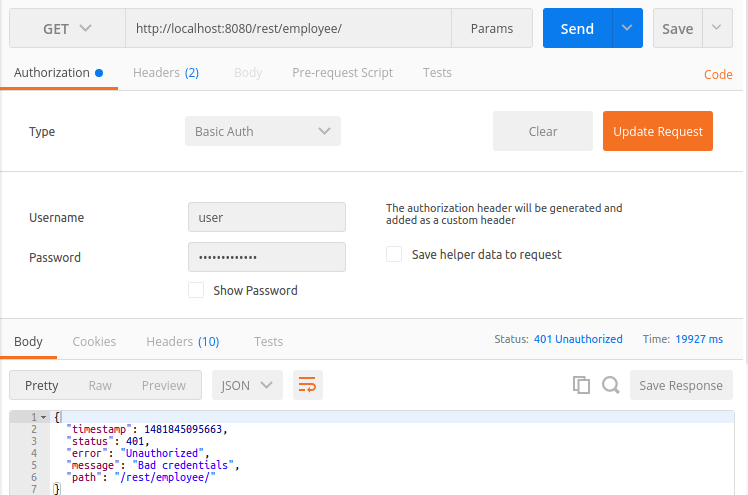 GET http://localhost:8080/rest/employee/ Params Send Save
Authorization Headers (2) Body Pre-request Script Tests Code
Type Basic Auth Clear Update Request
Username user The authorization header will be generated and
added as a custom header
Password ••••••••••••• Save helper data to request
Show Password
Body Cookies Headers (10) Tests Status: 401 Unauthorized Time: 19927 ms
Pretty Raw Preview JSON Save Response
1 {
2 "timestamp": 1481845095663,
3 "status": 401,
4 "error": "Unauthorized",
5 "message": "Bad credentials",
6 "path": "/rest/employee/"
7 }